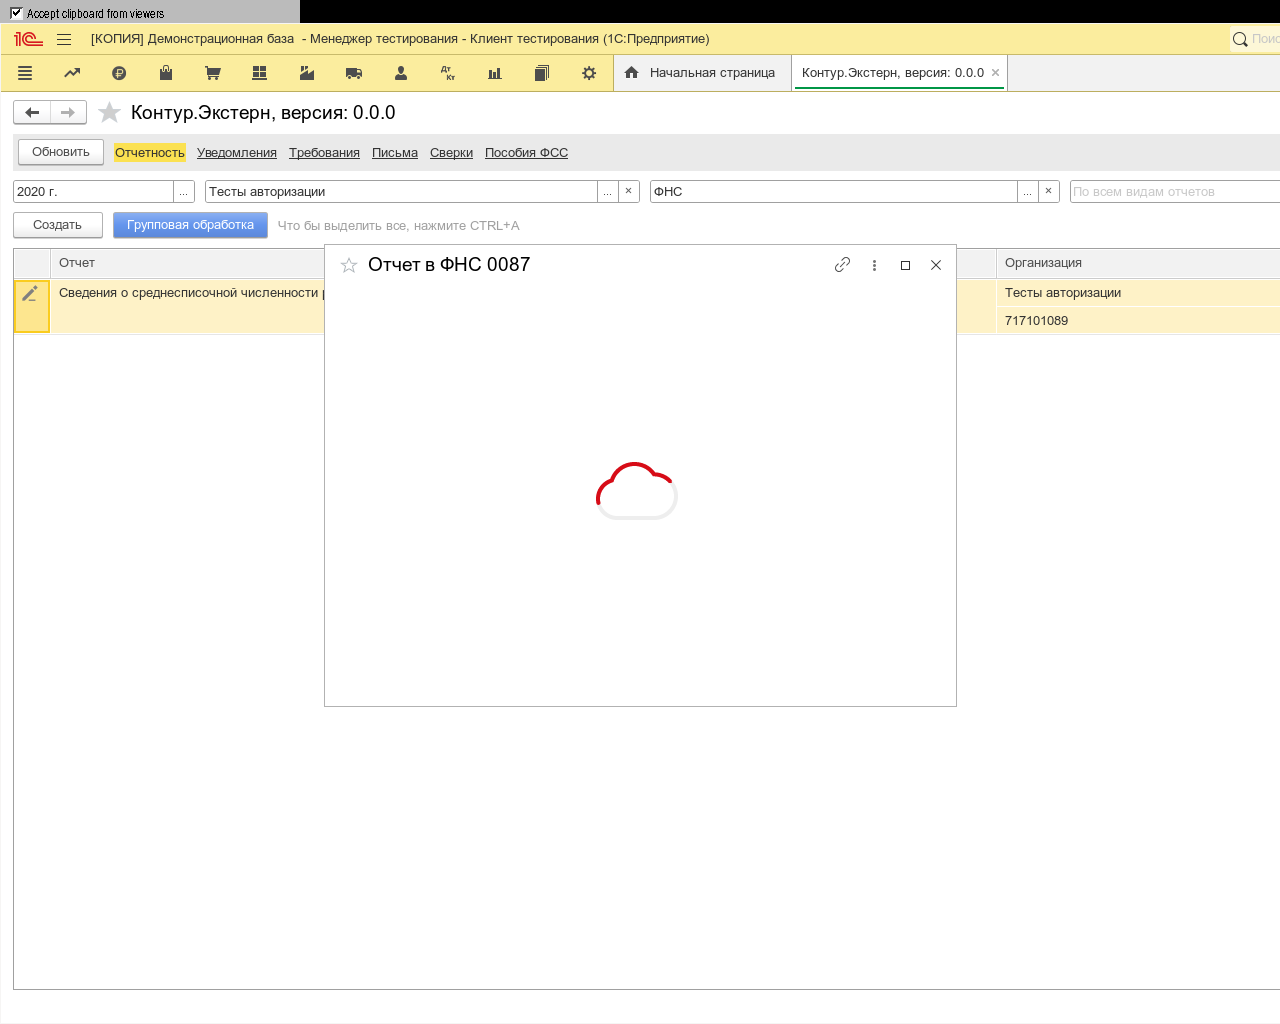 Accept clipboard from viewers
[КОПИЯ] Демонстрационная база - Менеджер тестирования - Клиент тестирования (1С:Предприятие)
Дт Кт
Начальная страница
Контур.Экстерн, версия: 0.0.0
Контур.Экстерн, версия: 0.0.0
Обновить Отчетность Уведомления Требования Письма Сверки Пособия ФСС
2020 г. ... Тесты авторизации ... × ФНС ... × По всем видам отчетов
Создать Групповая обработка Что бы выделить все, нажмите CTRL+A
Отчет Организация
Отчет в ФНС 0087
Сведения о среднесписочной численности Тесты авторизации
717101089